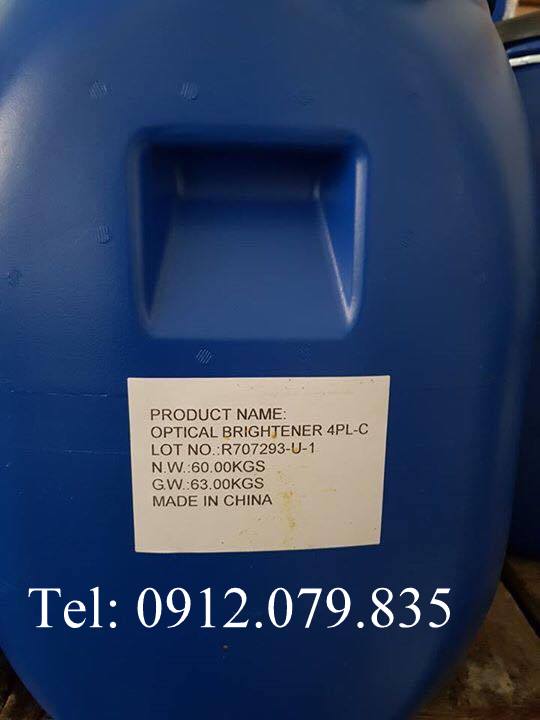 PRODUCT NAME:
OPTICAL BRIGHTENER 4PL-C
LOT NO.:R707293-U-1
N.W.:60.00KGS
G.W.:63.00KGS
MADE IN CHINA
Tel: 0912.079.835